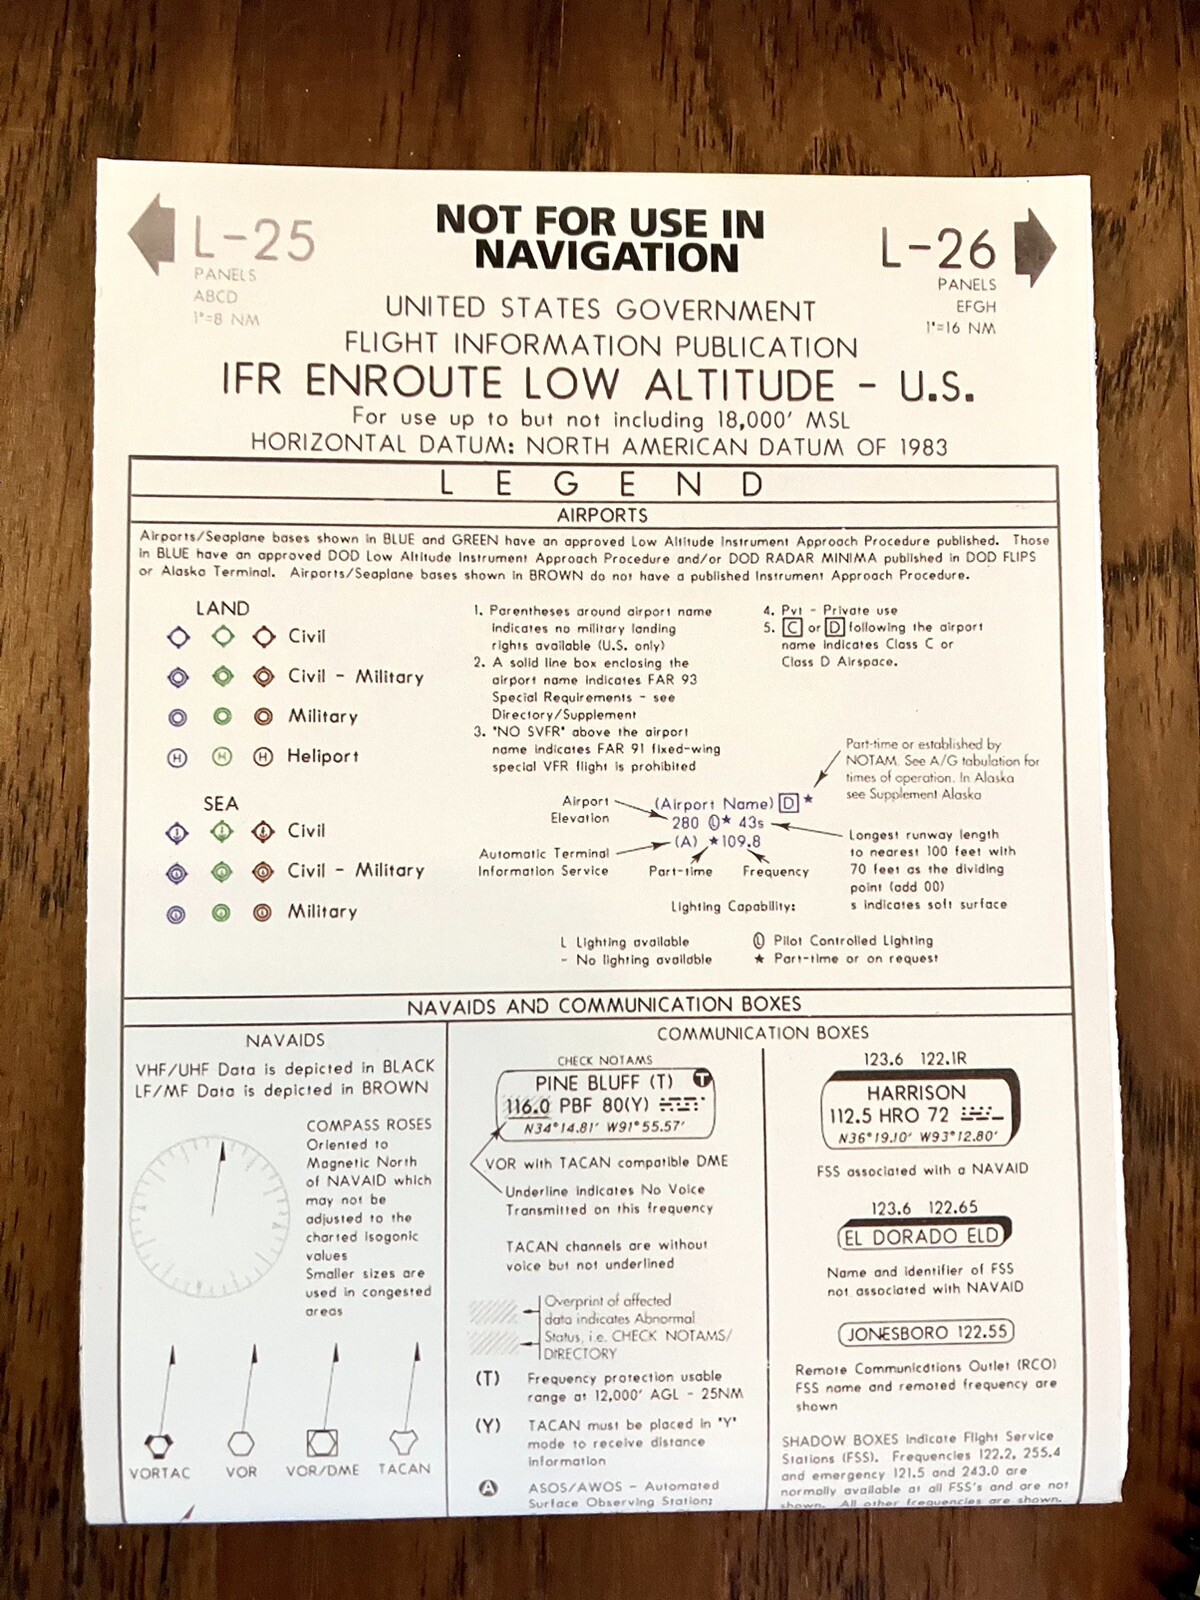 L-25
PANELS
ABCD
1"=8 NM
NOT FOR USE IN
NAVIGATION
L-26
PANELS
EFGH
1"=16 NM
UNITED STATES GOVERNMENT
FLIGHT INFORMATION PUBLICATION
IFR ENROUTE LOW ALTITUDE - U.S.
For use up to but not including 18,000' MSL
HORIZONTAL DATUM: NORTH AMERICAN DATUM OF 1983
LEGEND
AIRPORTS
Airports/Seaplane bases shown in BLUE and GREEN have an approved Low Altitude Instrument Approach Procedure published. Those
in BLUE have an approved DOD Low Altitude Instrument Approach Procedure and/or DOD RADAR MINIMA published in DOD FLIPS
or Alaska Terminal. Airports/Seaplane bases shown in BROWN do not have a published Instrument Approach Procedure.
LAND
Civil
Civil - Military
Military
H H H Heliport
SEA
Civil
Civil - Military
Military
1. Parentheses around airport name
indicates no military landing
rights available (U.S. only)
2. A solid line box enclosing the
airport name indicates FAR 93
Special Requirements - see
Directory/Supplement
3. "NO SVFR" above the airport
name indicates FAR 91 fixed-wing
special VFR flight is prohibited
4. Pvt - Private use
5. C or D following the airport
name indicates Class C or
Class D Airspace.
Part-time or established by
NOTAM. See A/G tabulation for
times of operation. In Alaska
see Supplement Alaska
Airport
Elevation
(Airport Name) D ★
280 Ⓛ★ 43s
(A) ★109.8
Automatic Terminal
Information Service
Part-time
Frequency
Longest runway length
to nearest 100 feet with
70 feet as the dividing
point (add 00)
s indicates soft surface
Lighting Capability:
L Lighting available
- No lighting available
Ⓛ Pilot Controlled Lighting
★ Part-time or on request
NAVAIDS AND COMMUNICATION BOXES
NAVAIDS
VHF/UHF Data is depicted in BLACK
LF/MF Data is depicted in BROWN
COMPASS ROSES
Oriented to
Magnetic North
of NAVAID which
may not be
adjusted to the
charted isogonic
values
Smaller sizes are
used in congested
areas
VORTAC
VOR
VOR/DME
TACAN
COMMUNICATION BOXES
CHECK NOTAMS
PINE BLUFF (T) T
116.0 PBF 80(Y)
N34°14.81' W91°55.57'
VOR with TACAN compatible DME
Underline indicates No Voice
Transmitted on this frequency
TACAN channels are without
voice but not underlined
Overprint of affected
data indicates Abnormal
Status, i.e. CHECK NOTAMS/
DIRECTORY
(T) Frequency protection usable
range at 12,000' AGL - 25NM
(Y) TACAN must be placed in "Y"
mode to receive distance
information
A ASOS/AWOS - Automated
Surface Observing Station;
123.6 122.1R
HARRISON
112.5 HRO 72
N36°19.10' W93°12.80'
FSS associated with a NAVAID
123.6 122.65
EL DORADO ELD
Name and identifier of FSS
not associated with NAVAID
JONESBORO 122.55
Remote Communications Outlet (RCO)
FSS name and remoted frequency are
shown
SHADOW BOXES indicate Flight Service
Stations (FSS). Frequencies 122.2, 255.4
and emergency 121.5 and 243.0 are
normally available at all FSS's and are not
shown. All other frequencies are shown.